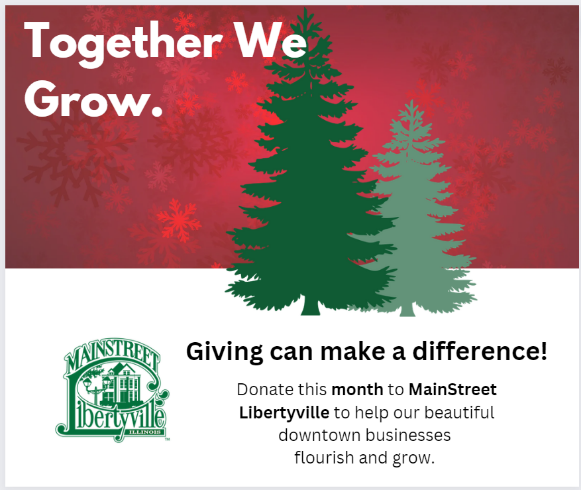 Together We
Grow.
Giving can make a difference!
Donate this month to MainStreet
Libertyville to help our beautiful
downtown businesses
flourish and grow.
MAINSTREET
Libertyville
ILLINOIS
TM